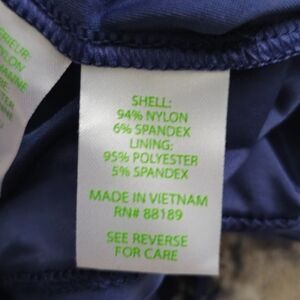 SHELL:
94% NYLON
6% SPANDEX
LINING:
95% POLYESTER
5% SPANDEX
MADE IN VIETNAM
RN# 88189
SEE REVERSE
FOR CARE